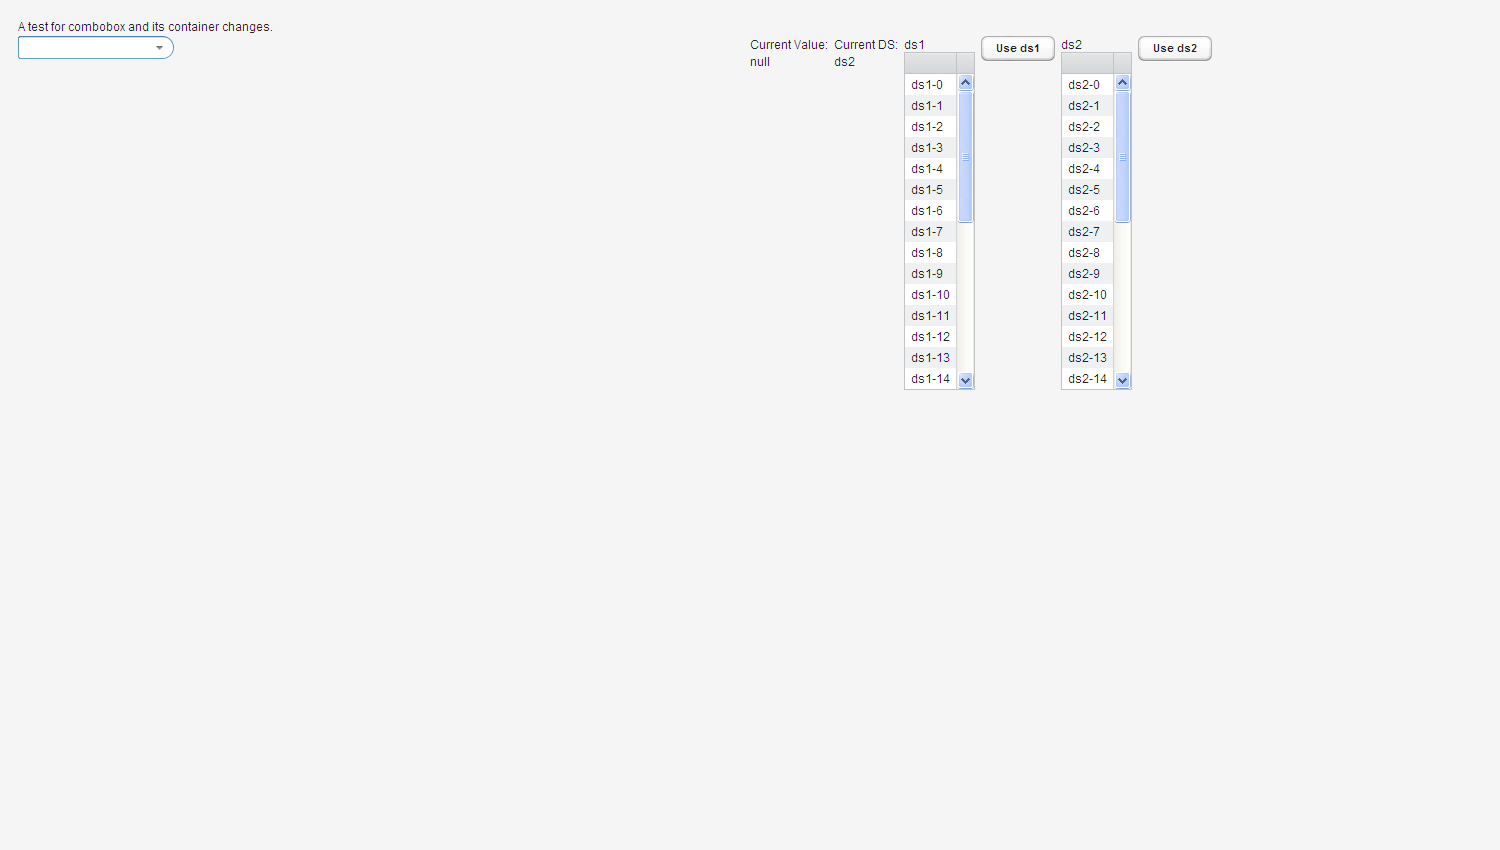 A test for combobox and its container changes.
Current Value:
null
Current DS:
ds2
ds1
ds1-0
ds1-1
ds1-2
ds1-3
ds1-4
ds1-5
ds1-6
ds1-7
ds1-8
ds1-9
ds1-10
ds1-11
ds1-12
ds1-13
ds1-14
Use ds1
ds2
ds2-0
ds2-1
ds2-2
ds2-3
ds2-4
ds2-5
ds2-6
ds2-7
ds2-8
ds2-9
ds2-10
ds2-11
ds2-12
ds2-13
ds2-14
Use ds2